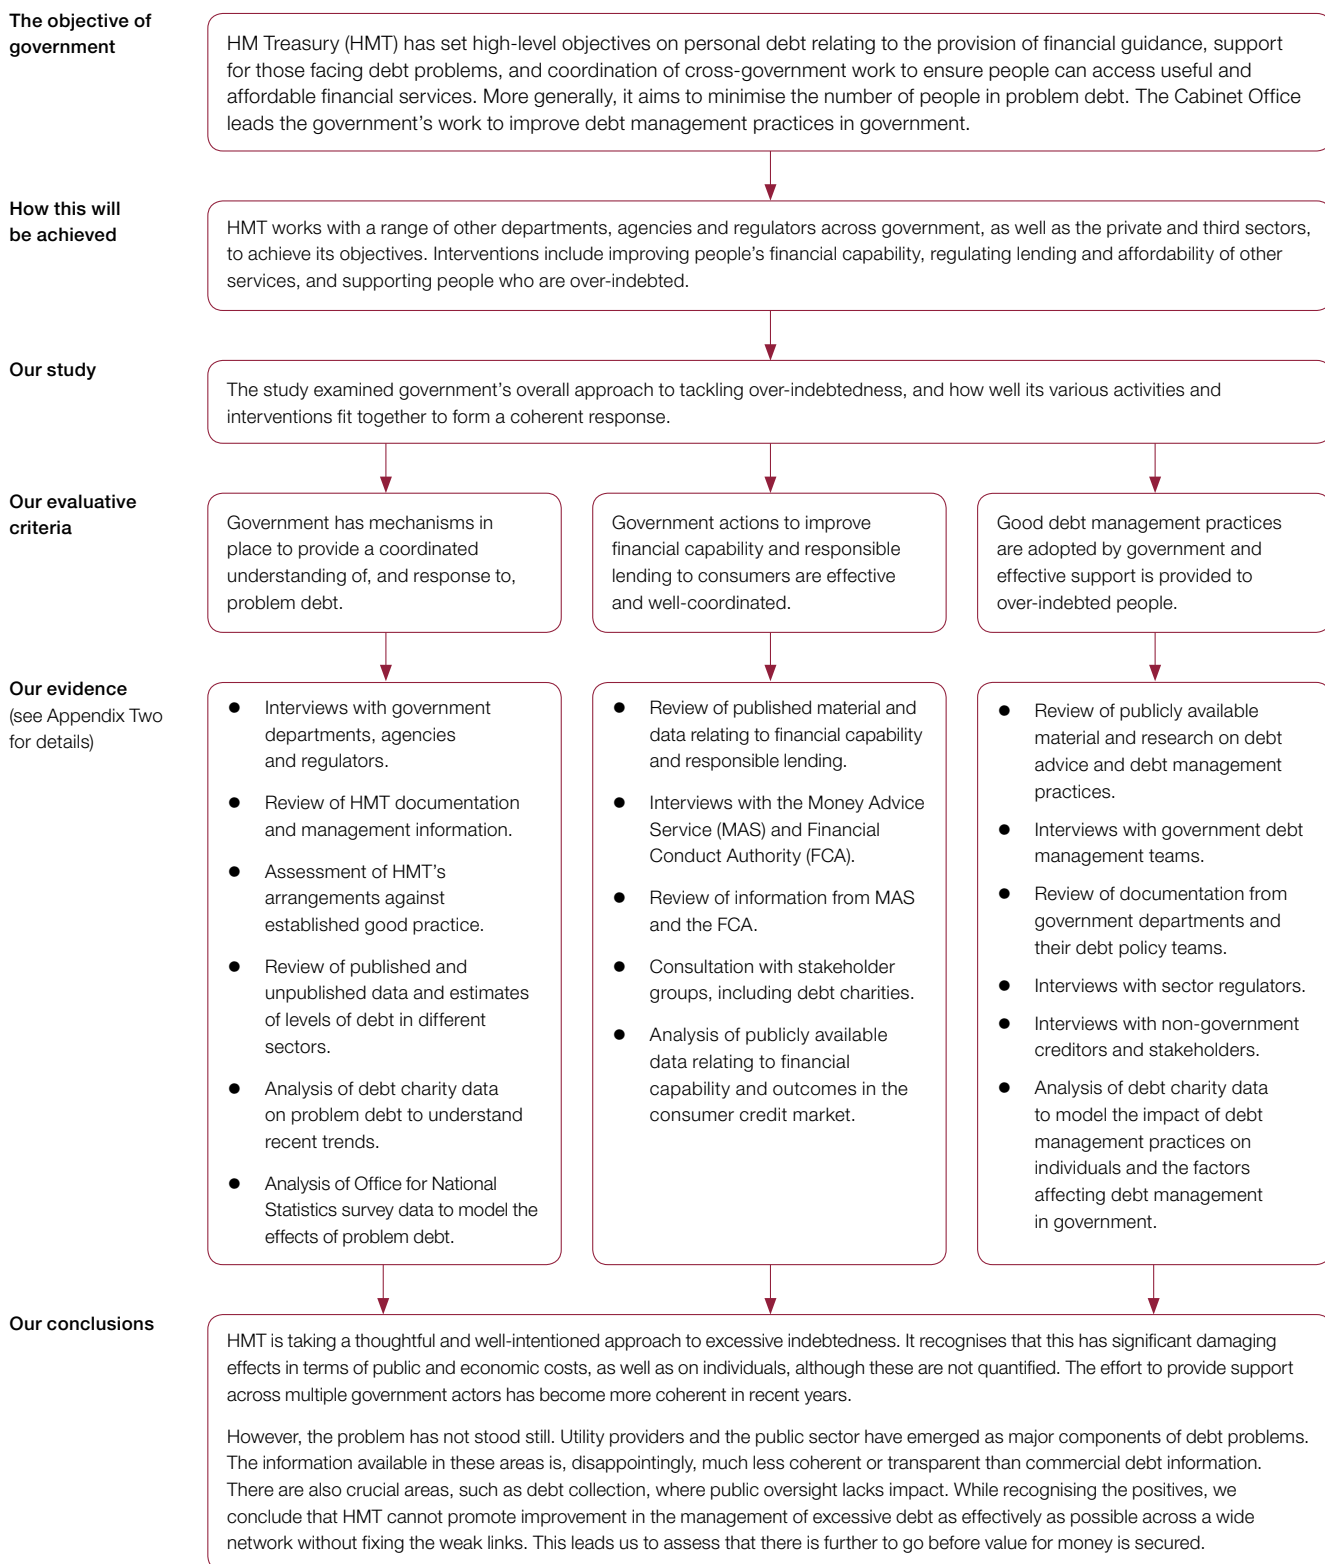 The objective of
government
HM Treasury (HMT) has set high-level objectives on personal debt relating to the provision of financial guidance, support
for those facing debt problems, and coordination of cross-government work to ensure people can access useful and
affordable financial services. More generally, it aims to minimise the number of people in problem debt. The Cabinet Office
leads the government's work to improve debt management practices in government.
How this will
be achieved
HMT works with a range of other departments, agencies and regulators across government, as well as the private and third sectors,
to achieve its objectives. Interventions include improving people's financial capability, regulating lending and affordability of other
services, and supporting people who are over-indebted.
Our study
The study examined government's overall approach to tackling over-indebtedness, and how well its various activities and
interventions fit together to form a coherent response.
Our evaluative
criteria
Government has mechanisms in
place to provide a coordinated
understanding of, and response to,
problem debt.
Government actions to improve
financial capability and responsible
lending to consumers are effective
and well-coordinated.
Good debt management practices
are adopted by government and
effective support is provided to
over-indebted people.
Our evidence
(see Appendix Two
for details)
● Interviews with government
departments, agencies
and regulators.
● Review of HMT documentation
and management information.
● Assessment of HMT's
arrangements against
established good practice.
● Review of published and
unpublished data and estimates
of levels of debt in different
sectors.
● Analysis of debt charity data
on problem debt to understand
recent trends.
● Analysis of Office for National
Statistics survey data to model the
effects of problem debt.
● Review of published material and
data relating to financial capability
and responsible lending.
● Interviews with the Money Advice
Service (MAS) and Financial
Conduct Authority (FCA).
● Review of information from MAS
and the FCA.
● Consultation with stakeholder
groups, including debt charities.
● Analysis of publicly available
data relating to financial
capability and outcomes in the
consumer credit market.
● Review of publicly available
material and research on debt
advice and debt management
practices.
● Interviews with government debt
management teams.
● Review of documentation from
government departments and
their debt policy teams.
● Interviews with sector regulators.
● Interviews with non-government
creditors and stakeholders.
● Analysis of debt charity data
to model the impact of debt
management practices on
individuals and the factors
affecting debt management
in government.
Our conclusions
HMT is taking a thoughtful and well-intentioned approach to excessive indebtedness. It recognises that this has significant damaging
effects in terms of public and economic costs, as well as on individuals, although these are not quantified. The effort to provide support
across multiple government actors has become more coherent in recent years.
However, the problem has not stood still. Utility providers and the public sector have emerged as major components of debt problems.
The information available in these areas is, disappointingly, much less coherent or transparent than commercial debt information.
There are also crucial areas, such as debt collection, where public oversight lacks impact. While recognising the positives, we
conclude that HMT cannot promote improvement in the management of excessive debt as effectively as possible across a wide
network without fixing the weak links. This leads us to assess that there is further to go before value for money is secured.